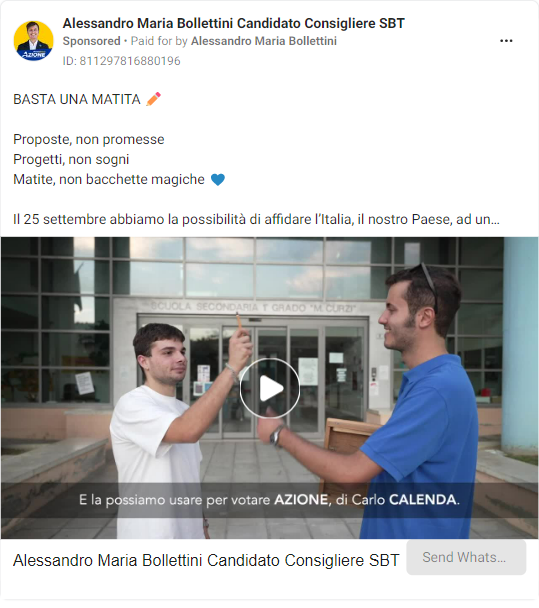 Alessandro Maria Bollettini Candidato Consigliere SBT
Sponsored • Paid for by Alessandro Maria Bollettini
ID: 811297816880196
AZIONE
BASTA UNA MATITA
Proposte, non promesse
Progetti, non sogni
Matite, non bacchette magiche
Il 25 settembre abbiamo la possibilità di affidare l’Italia, il nostro Paese, ad un...
SCUOLA SECONDARIA 1° GRADO "M. CURZI"
E la possiamo usare per votare AZIONE, di Carlo CALENDA.
Alessandro Maria Bollettini Candidato Consigliere SBT
Send Whats...